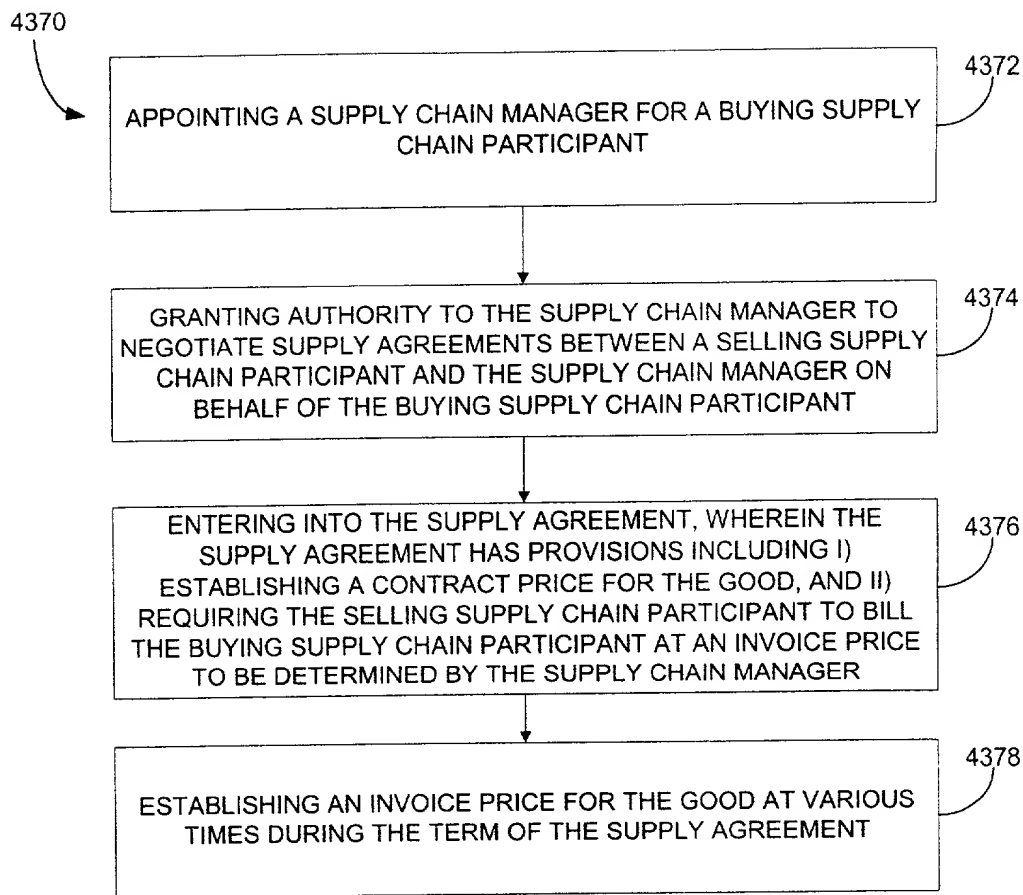 4370
4372
APPOINTING A SUPPLY CHAIN MANAGER FOR A BUYING SUPPLY
CHAIN PARTICIPANT
4374
GRANTING AUTHORITY TO THE SUPPLY CHAIN MANAGER TO
NEGOTIATE SUPPLY AGREEMENTS BETWEEN A SELLING SUPPLY
CHAIN PARTICIPANT AND THE SUPPLY CHAIN MANAGER ON
BEHALF OF THE BUYING SUPPLY CHAIN PARTICIPANT
4376
ENTERING INTO THE SUPPLY AGREEMENT, WHEREIN THE
SUPPLY AGREEMENT HAS PROVISIONS INCLUDING I)
ESTABLISHING A CONTRACT PRICE FOR THE GOOD, AND II)
REQUIRING THE SELLING SUPPLY CHAIN PARTICIPANT TO BILL
THE BUYING SUPPLY CHAIN PARTICIPANT AT AN INVOICE PRICE
TO BE DETERMINED BY THE SUPPLY CHAIN MANAGER
4378
ESTABLISHING AN INVOICE PRICE FOR THE GOOD AT VARIOUS
TIMES DURING THE TERM OF THE SUPPLY AGREEMENT